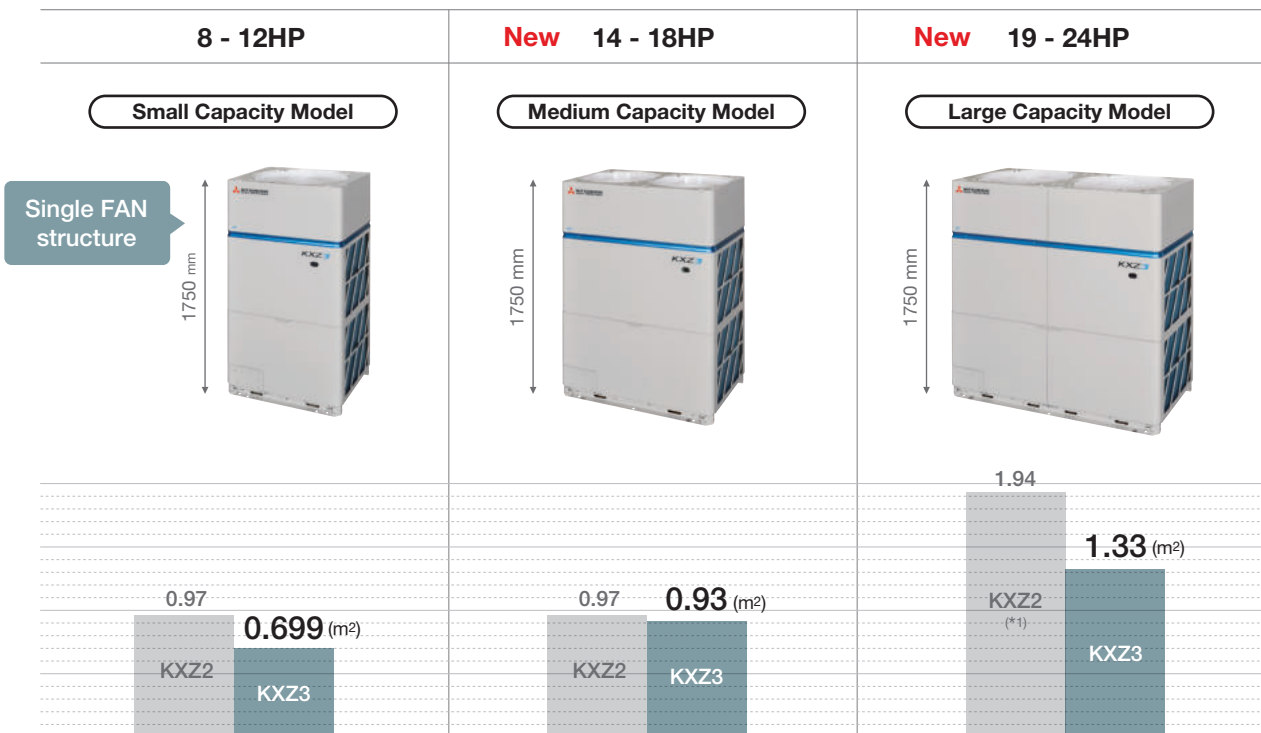 8 - 12HP
New 14 - 18HP
New 19 - 24HP
Small Capacity Model
Medium Capacity Model
Large Capacity Model
Single FAN
structure
1750 mm
1750 mm
1750 mm
KXZ3
KXZ3
KXZ3
0.97
0.699 (m²)
KXZ2
KXZ3
0.97
0.93 (m²)
KXZ2
KXZ3
1.94
1.33 (m²)
KXZ2
(*1)
KXZ3